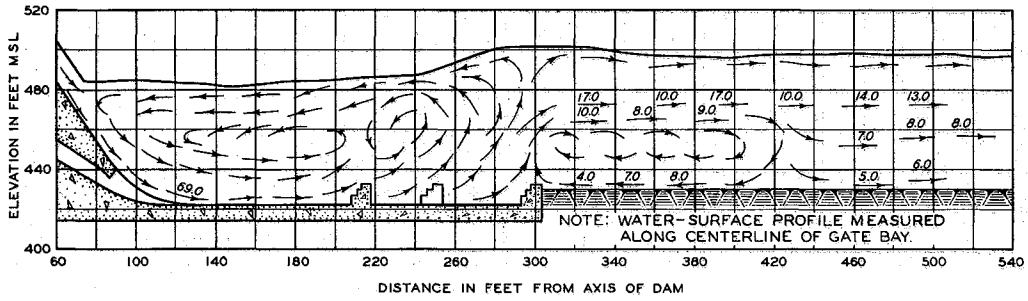 520
480
440
400
ELEVATION IN FEET MSL
17.0 10.0 17.0 10.0 14.0 13.0
10.0 8.0 9.0
7.0 8.0 8.0
69.0 4.0 7.0 8.0 5.0 6.0
NOTE: WATER-SURFACE PROFILE MEASURED
ALONG CENTERLINE OF GATE BAY.
60 100 140 180 220 260 300 340 380 420 460 500 540
DISTANCE IN FEET FROM AXIS OF DAM